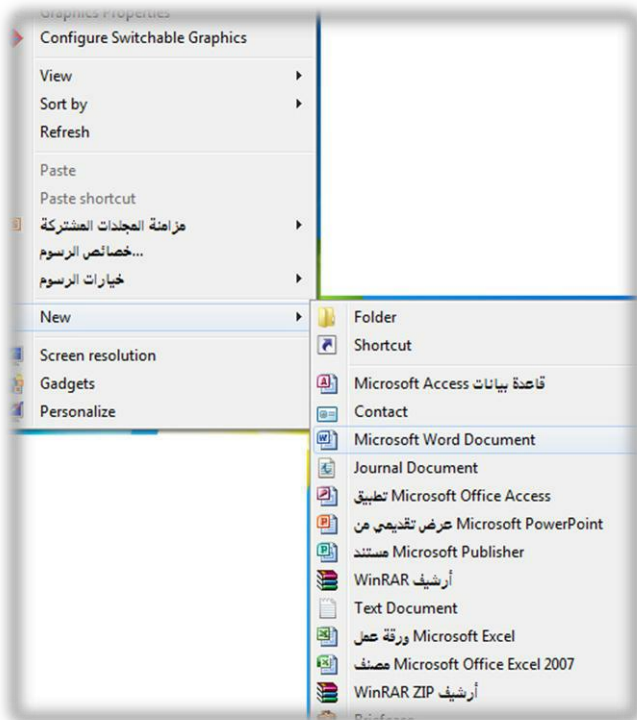 Graphics Properties
Configure Switchable Graphics
View
Sort by
Refresh
Paste
Paste shortcut
مزامنة المجلدات المشتركة
خصائص الرسوم...
خيارات الرسوم
New
Screen resolution
Gadgets
Personalize
Folder
Shortcut
قاعدة بيانات Microsoft Access
Contact
Microsoft Word Document
Journal Document
تطبيق Microsoft Office Access
عرض تقديمي من Microsoft PowerPoint
مستند Microsoft Publisher
أرشيف WinRAR
Text Document
ورقة عمل Microsoft Excel
مصنف Microsoft Office Excel 2007
أرشيف WinRAR ZIP
Briefcase